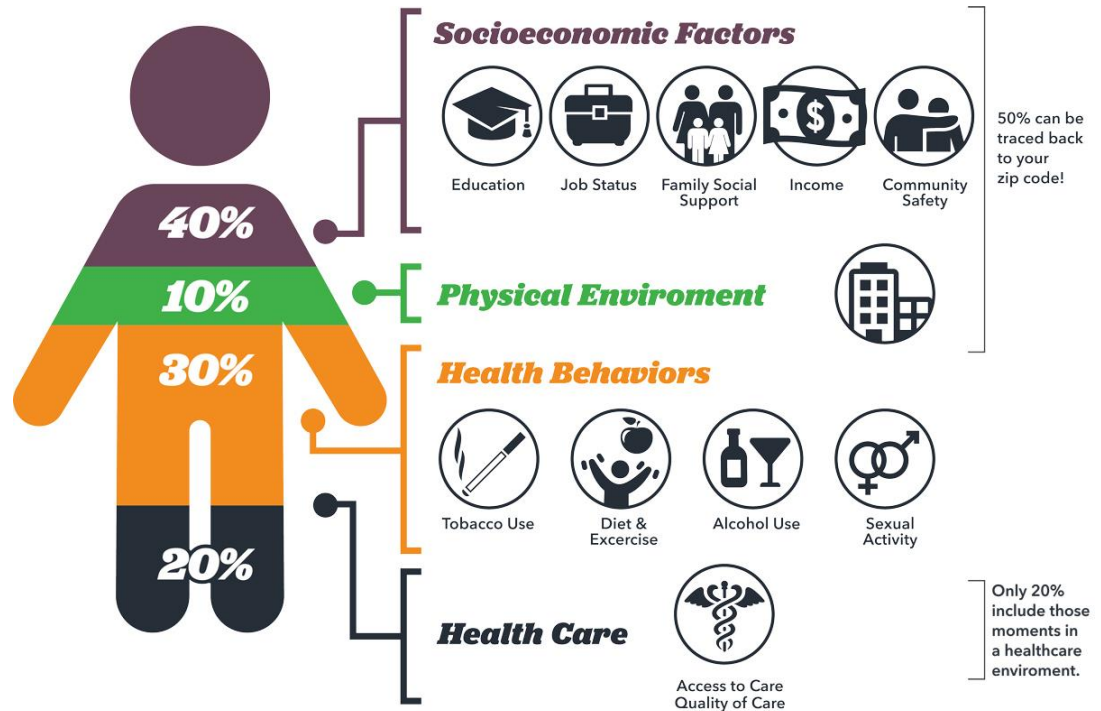 Socioeconomic Factors
Education
Job Status
Family Social
Support
Income
Community
Safety
50% can be
traced back
to your
zip code!
40%
10%
Physical Enviroment
30%
Health Behaviors
Tobacco Use
Diet &
Excercise
Alcohol Use
Sexual
Activity
20%
Health Care
Access to Care
Quality of Care
Only 20%
include those
moments in
a healthcare
enviroment.
$